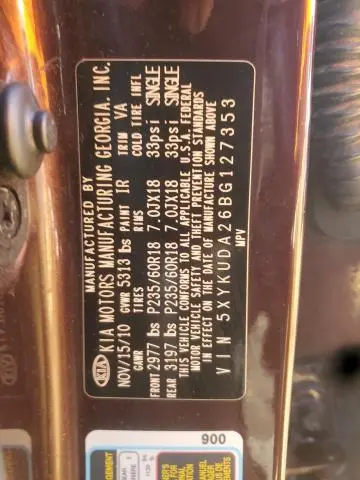 MANUFACTURED BY
KIA KIA MOTORS MANUFACTURING GEORGIA, INC.
NOV/15/10 GVWR 5313 lbs PAINT IR TRIM VA
GAWR TIRES RIMS COLD TIRE INFL
FRONT 2977 lbs P235/60R18 7.0JX18 33psi SINGLE
REAR 3197 lbs P235/60R18 7.0JX18 33psi SINGLE
THIS VEHICLE CONFORMS TO ALL APPLICABLE U.S.A. FEDERAL
MOTOR VEHICLE SAFETY AND THEFT PREVENTION STANDARDS
IN EFFECT ON THE DATE OF MANUFACTURE SHOWN ABOVE
VIN 5XYKUDA26BG127353
MPV
900